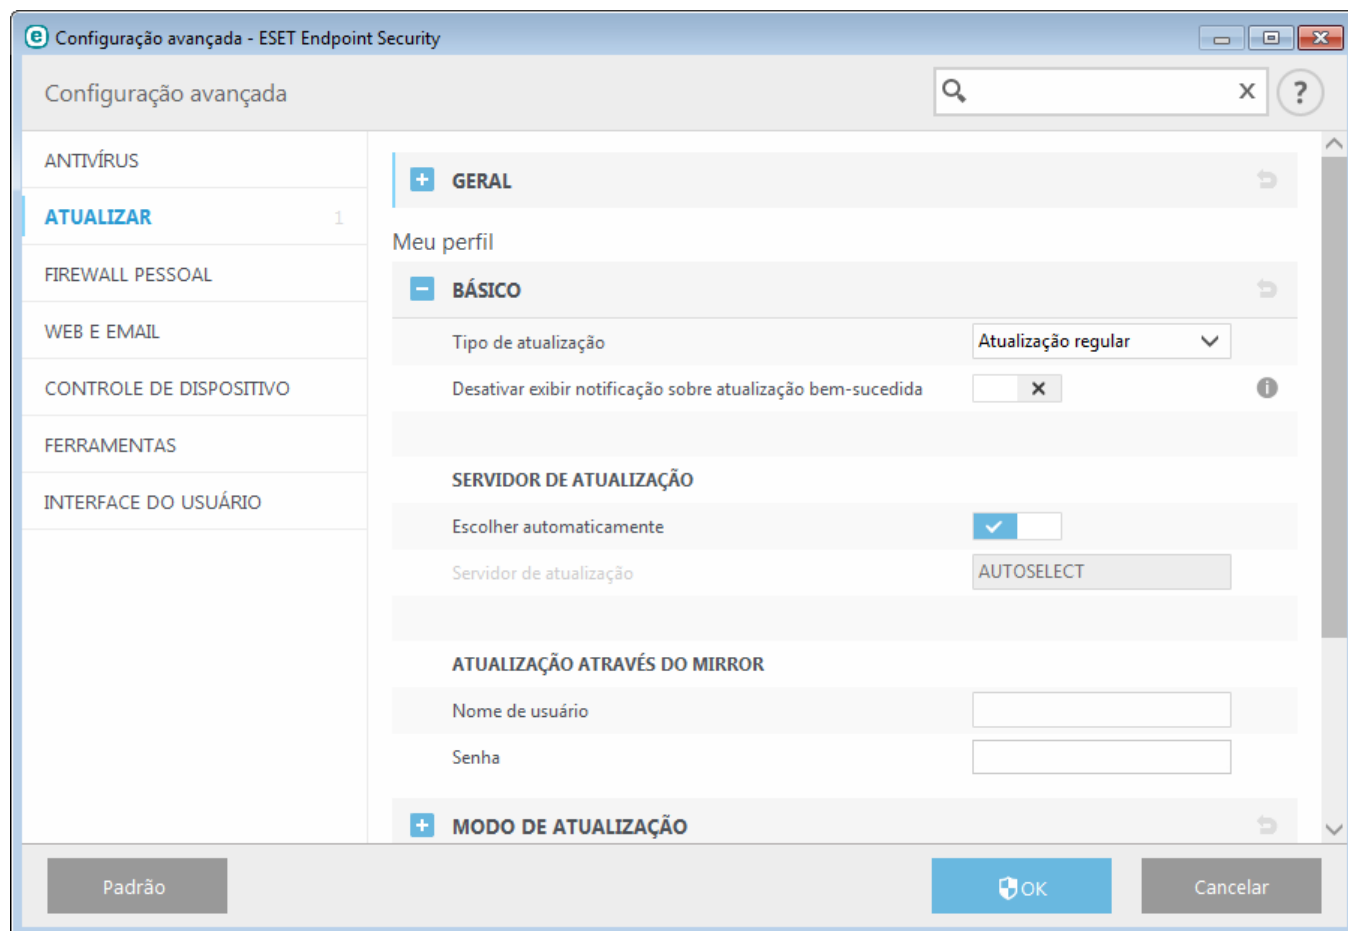 Configuração avançada - ESET Endpoint Security
Configuração avançada
ANTIVÍRUS
ATUALIZAR 1
FIREWALL PESSOAL
WEB E EMAIL
CONTROLE DE DISPOSITIVO
FERRAMENTAS
INTERFACE DO USUÁRIO
GERAL
Meu perfil
BÁSICO
Tipo de atualização Atualização regular
Desativar exibir notificação sobre atualização bem-sucedida
SERVIDOR DE ATUALIZAÇÃO
Escolher automaticamente
Servidor de atualização AUTOSELECT
ATUALIZAÇÃO ATRAVÉS DO MIRROR
Nome de usuário
Senha
MODO DE ATUALIZAÇÃO
Padrão OK Cancelar